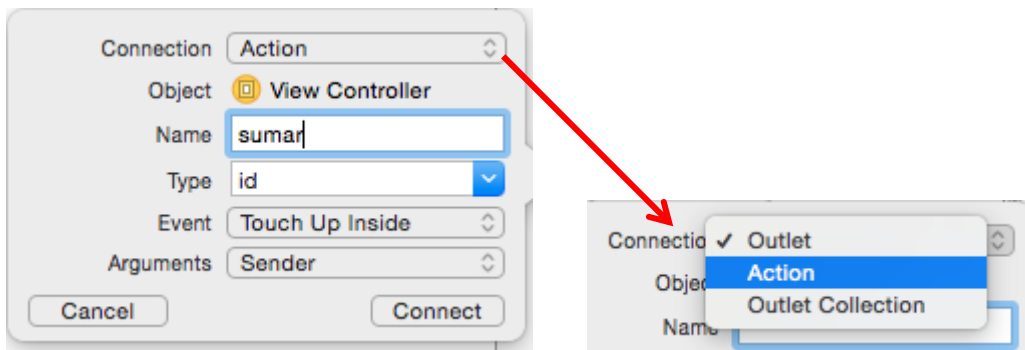 Connection Action
Object View Controller
Name sumar
Type id
Event Touch Up Inside
Arguments Sender
Cancel Connect
Connectio ✓ Outlet
Objec Action
Outlet Collection
Name